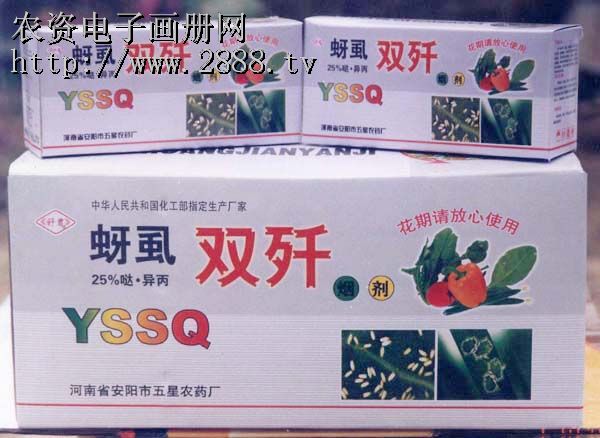 农资电子画册网
http://www.2888.tv
蚜虱 双歼
25%哒·异丙
YSSQ
烟 剂
花期请放心使用
河南省安阳市五星农药厂
蚜虱 双歼
25%哒·异丙
YSSQ
烟 剂
花期请放心使用
河南省安阳市五星农药厂
中华人民共和国化工部指定生产厂家
蚜虱 双歼
25%哒·异丙
YSSQ
烟 剂
花期请放心使用
河南省安阳市五星农药厂